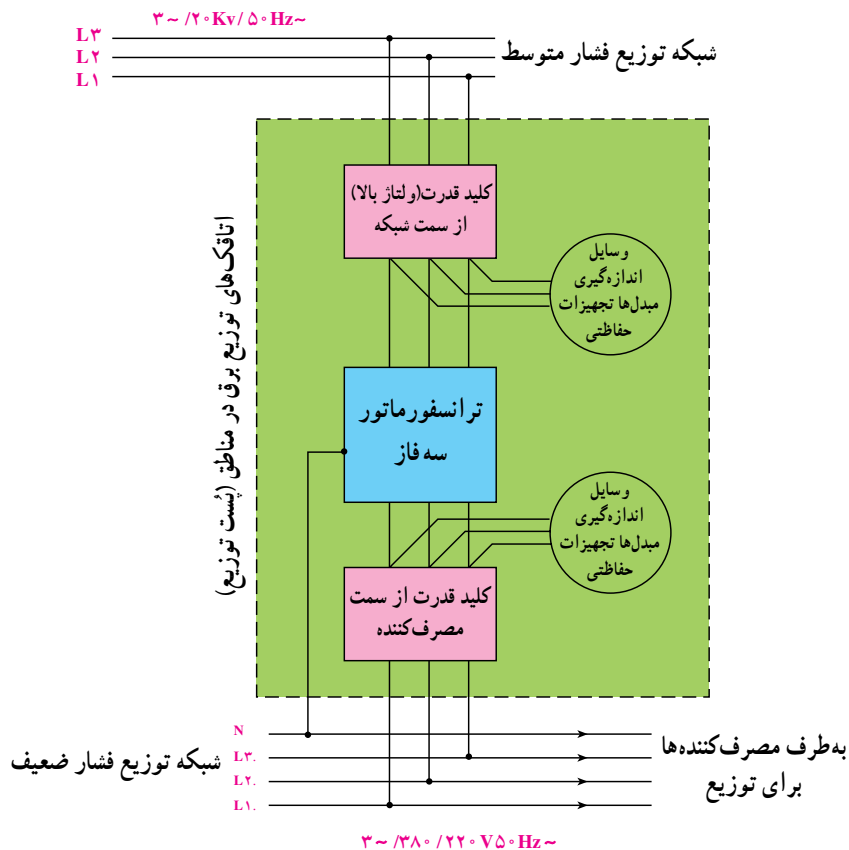 ۳~ /۲۰Kv/ ۵۰Hz~
L۳
L۲
L۱
شبکه توزیع فشار متوسط
کلید قدرت(ولتاژ بالا)
از سمت شبکه
وسایل
اندازه‌گیری
مبدل‌ها تجهیزات
حفاظتی
اتاقک‌های توزیع برق در مناطق (پُست توزیع)
ترانسفورماتور
سه فاز
وسایل
اندازه‌گیری
مبدل‌ها تجهیزات
حفاظتی
کلید قدرت از سمت
مصرف‌کننده
N
L۳.
L۲.
L۱.
شبکه توزیع فشار ضعیف
به‌طرف مصرف‌کننده‌ها
برای توزیع
۳~ /۳۸۰ /۲۲۰ V۵۰Hz~